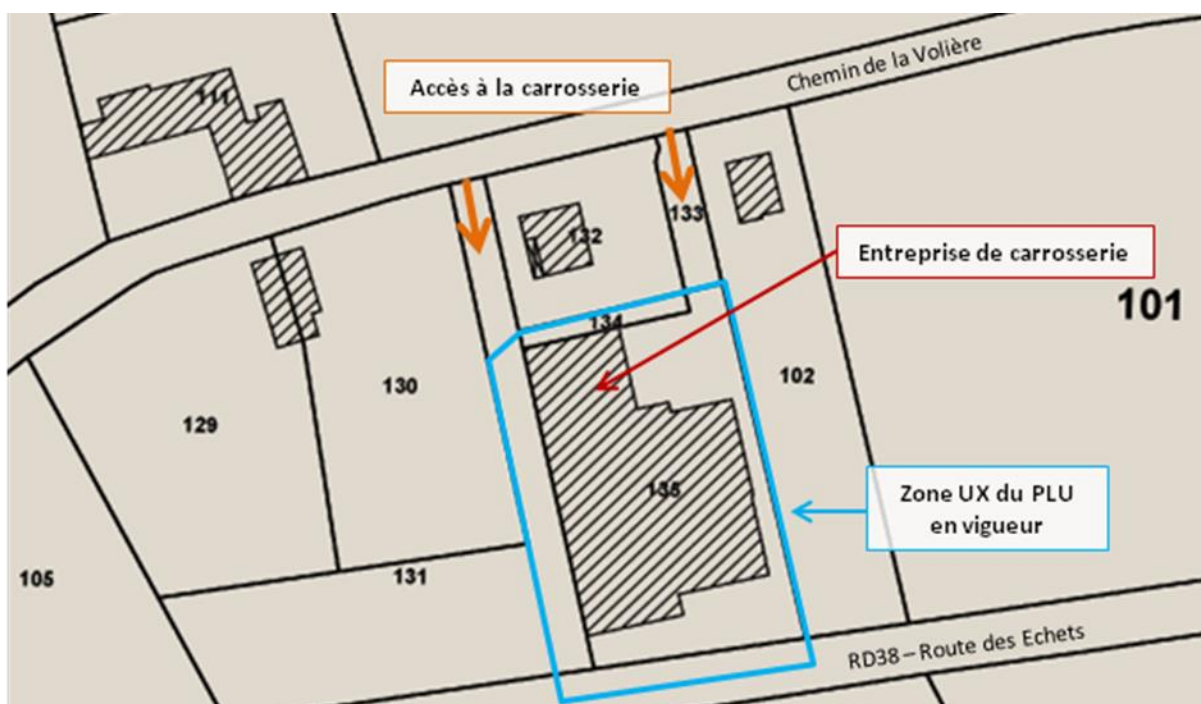 Chemin de la Volière
Accès à la carrosserie
111
133
132
Entreprise de carrosserie
101
134
130
102
129
135
Zone UX du PLU
en vigueur
105
131
RD38 – Route des Echets